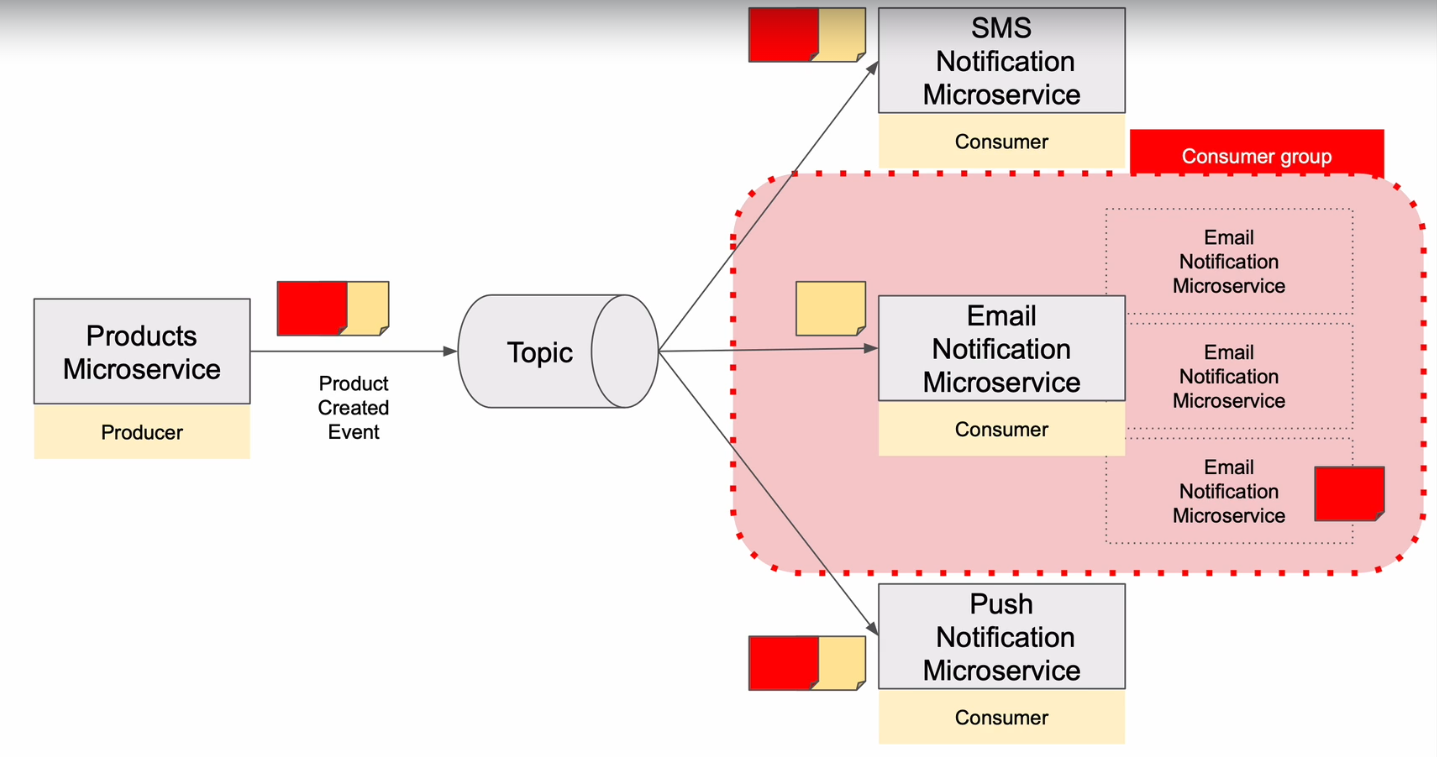 SMS
Notification
Microservice
Consumer
Consumer group
Products
Microservice
Producer
Product
Created
Event
Topic
Email
Notification
Microservice
Consumer
Email
Notification
Microservice
Email
Notification
Microservice
Email
Notification
Microservice
Push
Notification
Microservice
Consumer